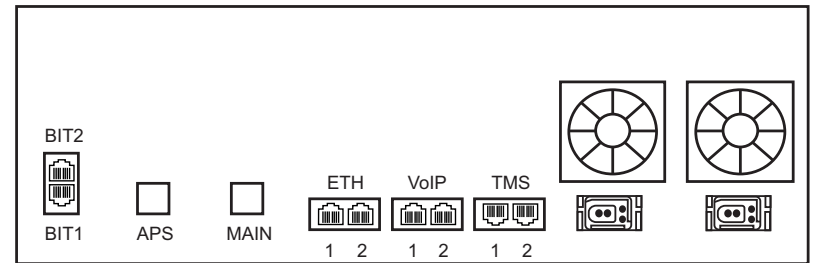 BIT2
ETH VoIP TMS
BIT1 APS MAIN
1 2 1 2 1 2